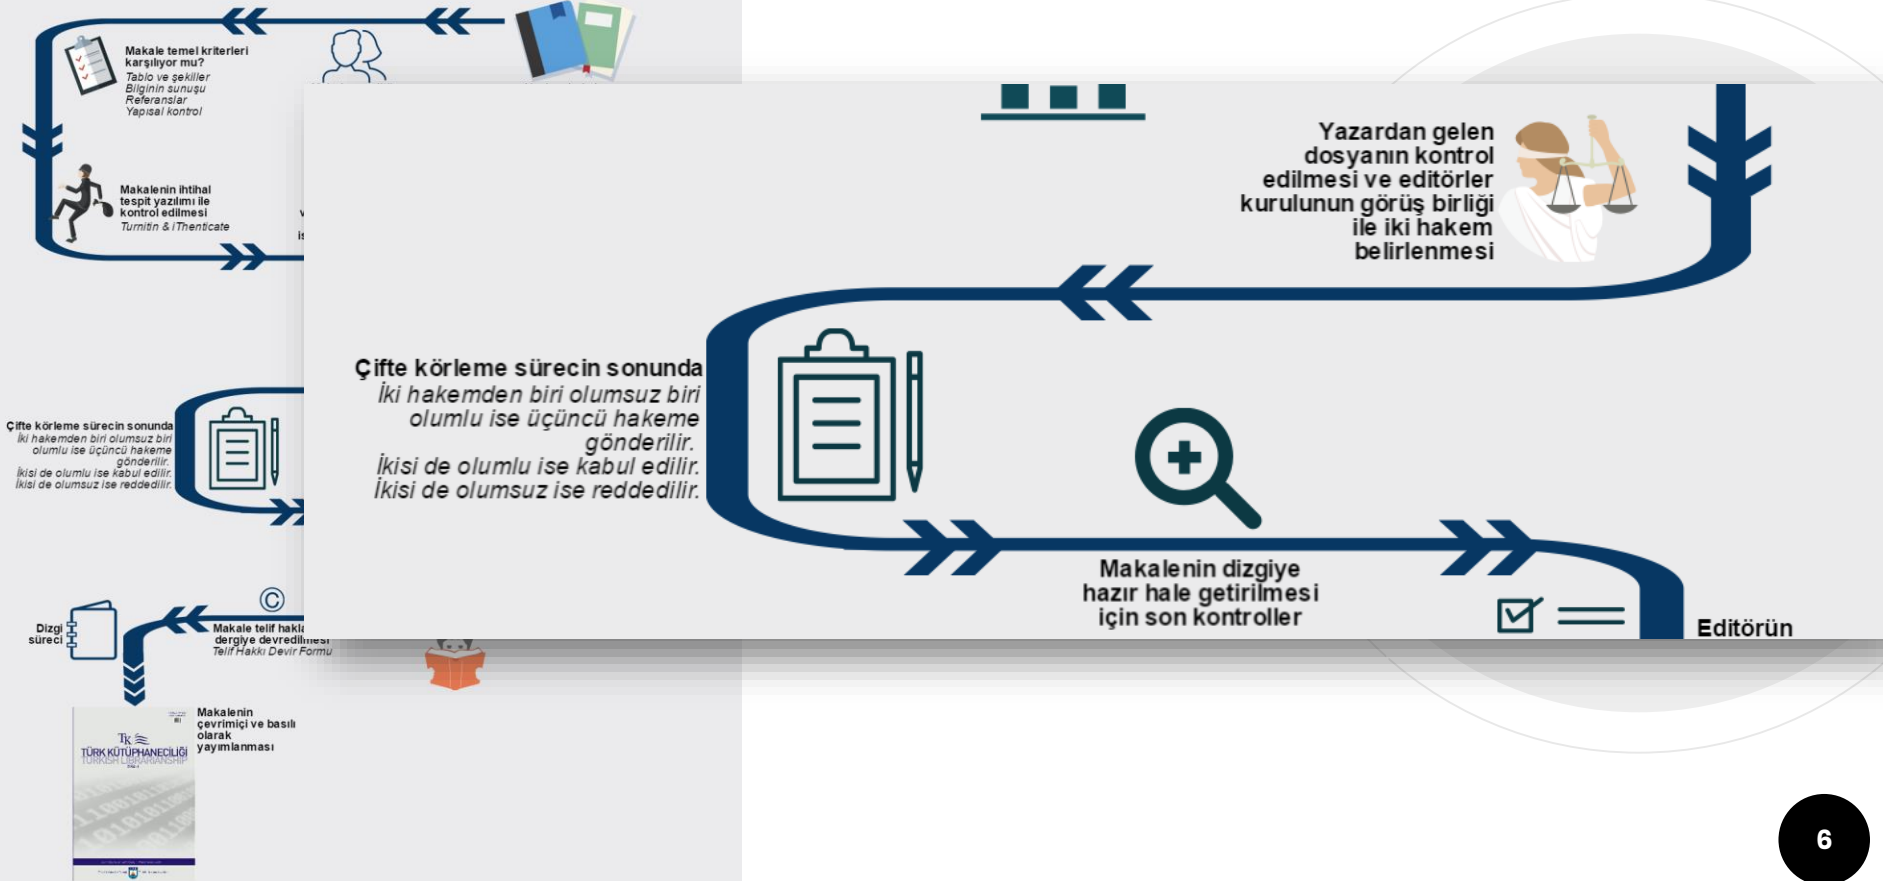 Makale temel kriterleri
karşılıyor mu?
Tablo ve şekiller
Bilginin sunuşu
Referanslar
Yapısal kontrol
Makalenin ihtihal
tespit yazılımı ile
kontrol edilmesi
Turnitin & iThenticate
Yazardan gelen
dosyanın kontrol
edilmesi ve editörler
kurulunun görüş birliği
ile iki hakem
belirlenmesi
Çifte körleme sürecin sonunda
İki hakemden biri olumsuz biri
olumlu ise üçüncü hakeme
gönderilir.
İkisi de olumlu ise kabul edilir.
İkisi de olumsuz ise reddedilir.
Çifte körleme sürecin sonunda
İki hakemden biri olumsuz biri
olumlu ise üçüncü hakeme
gönderilir.
İkisi de olumlu ise kabul edilir.
İkisi de olumsuz ise reddedilir.
Makalenin dizgiye
hazır hale getirilmesi
için son kontroller
Editörün
©
Makale telif
dergiye devredilmesi
Telif Hakkı Devir Formu
Dizgi
süreci
Makalenin
çevrimiçi ve basılı
olarak
yayımlanması
TK
TÜRK KÜTÜPHANECİLİĞİ
TURKISH LIBRARIANSHIP
6